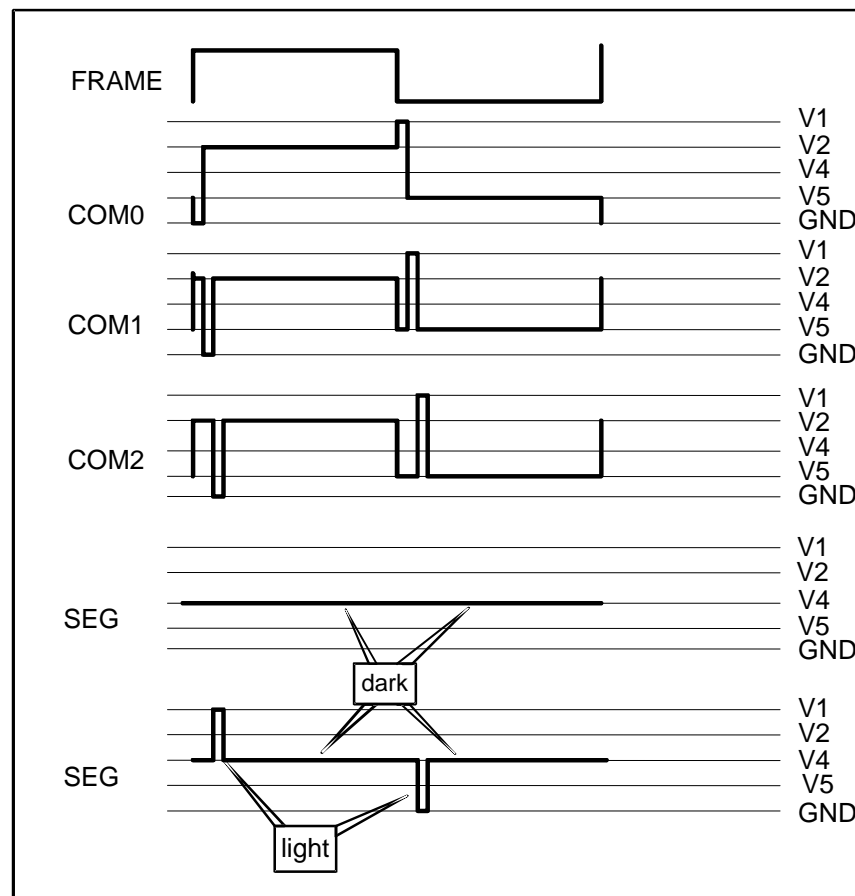 FRAME
V1
V2
V4
V5
COM0
GND
V1
V2
V4
COM1
V5
GND
V1
V2
COM2
V4
V5
GND
V1
V2
V4
SEG
V5
GND
dark
V1
V2
V4
SEG
V5
GND
light